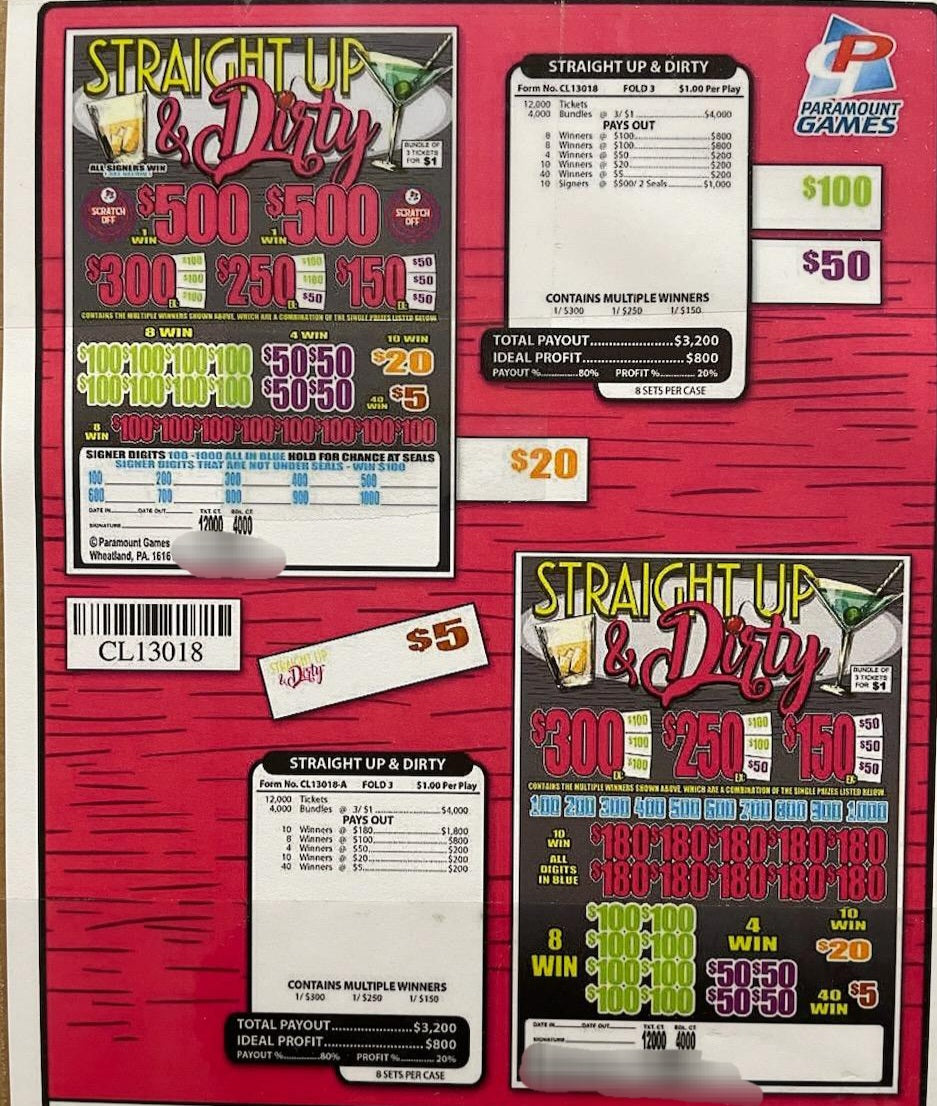 STRAIGHT UP
& Dirty
ALL SIGNERS WIN
BUNDLE OF
3 TICKETS
FOR $1
SCRATCH
OFF
$500 $500
SCRATCH
OFF
1
WIN
1
WIN
$300 $100 $100 $100 $250 $100 $100 $50 $150 $50 $50 $50
CONTAINS THE MULTIPLE WINNERS SHOWN ABOVE, WHICH ARE A COMBINATION OF THE SINGLE PRIZES LISTED BELOW
8 WIN 4 WIN 10 WIN
$100 $100 $100 $100 $50 $50 $20
$100 $100 $100 $100 $50 $50 40 WIN $5
8 WIN $100 $100 $100 $100 $100 $100 $100 $100
SIGNER DIGITS 100 -1000 ALL IN BLUE HOLD FOR CHANCE AT SEALS
SIGNER DIGITS THAT ARE NOT UNDER SEALS - WIN $100
100 200 300 400 500
600 700 800 900 1000
DATE IN DATE OUT TKT. CT. BDL. CT.
SIGNATURE 12000 4000
© Paramount Games
Wheatland, PA. 1616
STRAIGHT UP & DIRTY
Form No. CL13018 FOLD 3 $1.00 Per Play
12,000 Tickets
4,000 Bundles @ 3/ $1 $4,000
PAYS OUT
8 Winners @ $100 $800
8 Winners @ $100 $800
4 Winners @ $50 $200
10 Winners @ $20 $200
40 Winners @ $5 $200
10 Signers @ $500/ 2 Seals $1,000
CONTAINS MULTIPLE WINNERS
1/ $300 1/ $250 1/ $150
TOTAL PAYOUT $3,200
IDEAL PROFIT $800
PAYOUT % 80% PROFIT % 20%
8 SETS PER CASE
P
PARAMOUNT
GAMES
$100
$50
$20
CL13018
STRAIGHT UP
& Dirty
$5
STRAIGHT UP & DIRTY
Form No. CL13018-A FOLD 3 $1.00 Per Play
12,000 Tickets
4,000 Bundles @ 3/ $1 $4,000
PAYS OUT
10 Winners @ $180 $1,800
8 Winners @ $100 $800
4 Winners @ $50 $200
10 Winners @ $20 $200
40 Winners @ $5 $200
CONTAINS MULTIPLE WINNERS
1/ $300 1/ $250 1/ $150
TOTAL PAYOUT $3,200
IDEAL PROFIT $800
PAYOUT % 80% PROFIT % 20%
8 SETS PER CASE
STRAIGHT UP
& Dirty
BUNDLE OF
3 TICKETS
FOR $1
$300 $100 $100 $100 $250 $100 $100 $50 $150 $50 $50 $50
CONTAINS THE MULTIPLE WINNERS SHOWN ABOVE, WHICH ARE A COMBINATION OF THE SINGLE PRIZES LISTED BELOW
100 200 300 400 500 600 700 800 900 1,000
10
WIN
ALL
DIGITS
IN BLUE
$180 $180 $180 $180 $180
$180 $180 $180 $180 $180
8
WIN
$100 $100
$100 $100
$100 $100
$100 $100
4
WIN
$50 $50
$50 $50
10
WIN
$20
40
WIN
$5
DATE IN DATE OUT TKT. CT. BDL. CT.
SIGNATURE 12000 4000